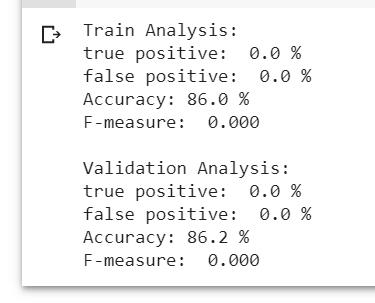 Train Analysis:
true positive:  0.0 %
false positive:  0.0 %
Accuracy: 86.0 %
F-measure:  0.000

Validation Analysis:
true positive:  0.0 %
false positive:  0.0 %
Accuracy: 86.2 %
F-measure:  0.000